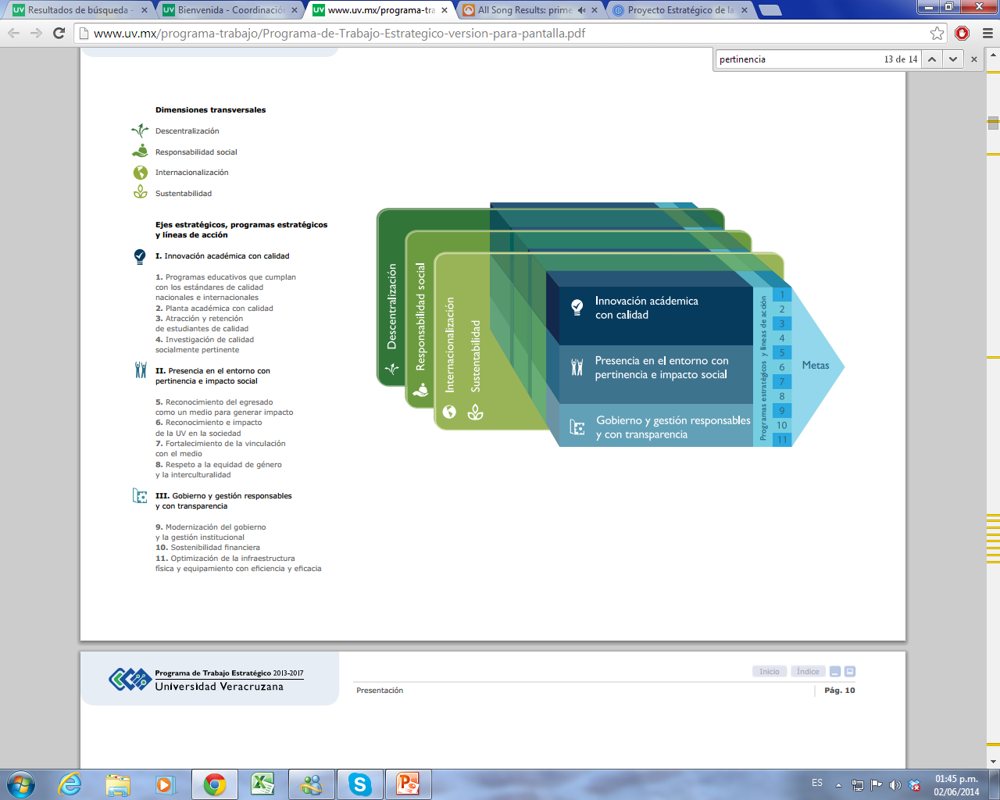 Resultados de búsqueda -
Bienvenida - Coordinació
www.uv.mx/programa-tra
All Song Results: prime
Proyecto Estratégico de la
www.uv.mx/programa-trabajo/Programa-de-Trabajo-Estrategico-version-para-pantalla.pdf
pertinencia
13 de 14
Dimensiones transversales
Descentralización
Responsabilidad social
Internacionalización
Sustentabilidad
Ejes estratégicos, programas estratégicos
y líneas de acción
I. Innovación académica con calidad
1. Programas educativos que cumplan
con los estándares de calidad
nacionales e internacionales
2. Planta académica con calidad
3. Atracción y retención
de estudiantes de calidad
4. Investigación de calidad
socialmente pertinente
II. Presencia en el entorno con
pertinencia e impacto social
5. Reconocimiento del egresado
como un medio para generar impacto
6. Reconocimiento e impacto
de la UV en la sociedad
7. Fortalecimiento de la vinculación
con el medio
8. Respeto a la equidad de género
y la interculturalidad
III. Gobierno y gestión responsables
y con transparencia
9. Modernización del gobierno
y la gestión institucional
10. Sostenibilidad financiera
11. Optimización de la infraestructura
física y equipamiento con eficiencia y eficacia
Descentralización
Responsabilidad social
Internacionalización
Sustentabilidad
Innovación acádemica
con calidad
Presencia en el entorno con
pertinencia e impacto social
Gobierno y gestión responsables
y con transparencia
Programas estratégicos y líneas de acción
1
2
3
4
5
6
7
8
9
10
11
Metas
Programa de Trabajo Estratégico 2013-2017
Universidad Veracruzana
Inicio
Índice
Presentación
Pág. 10
ES
01:45 p.m.
02/06/2014